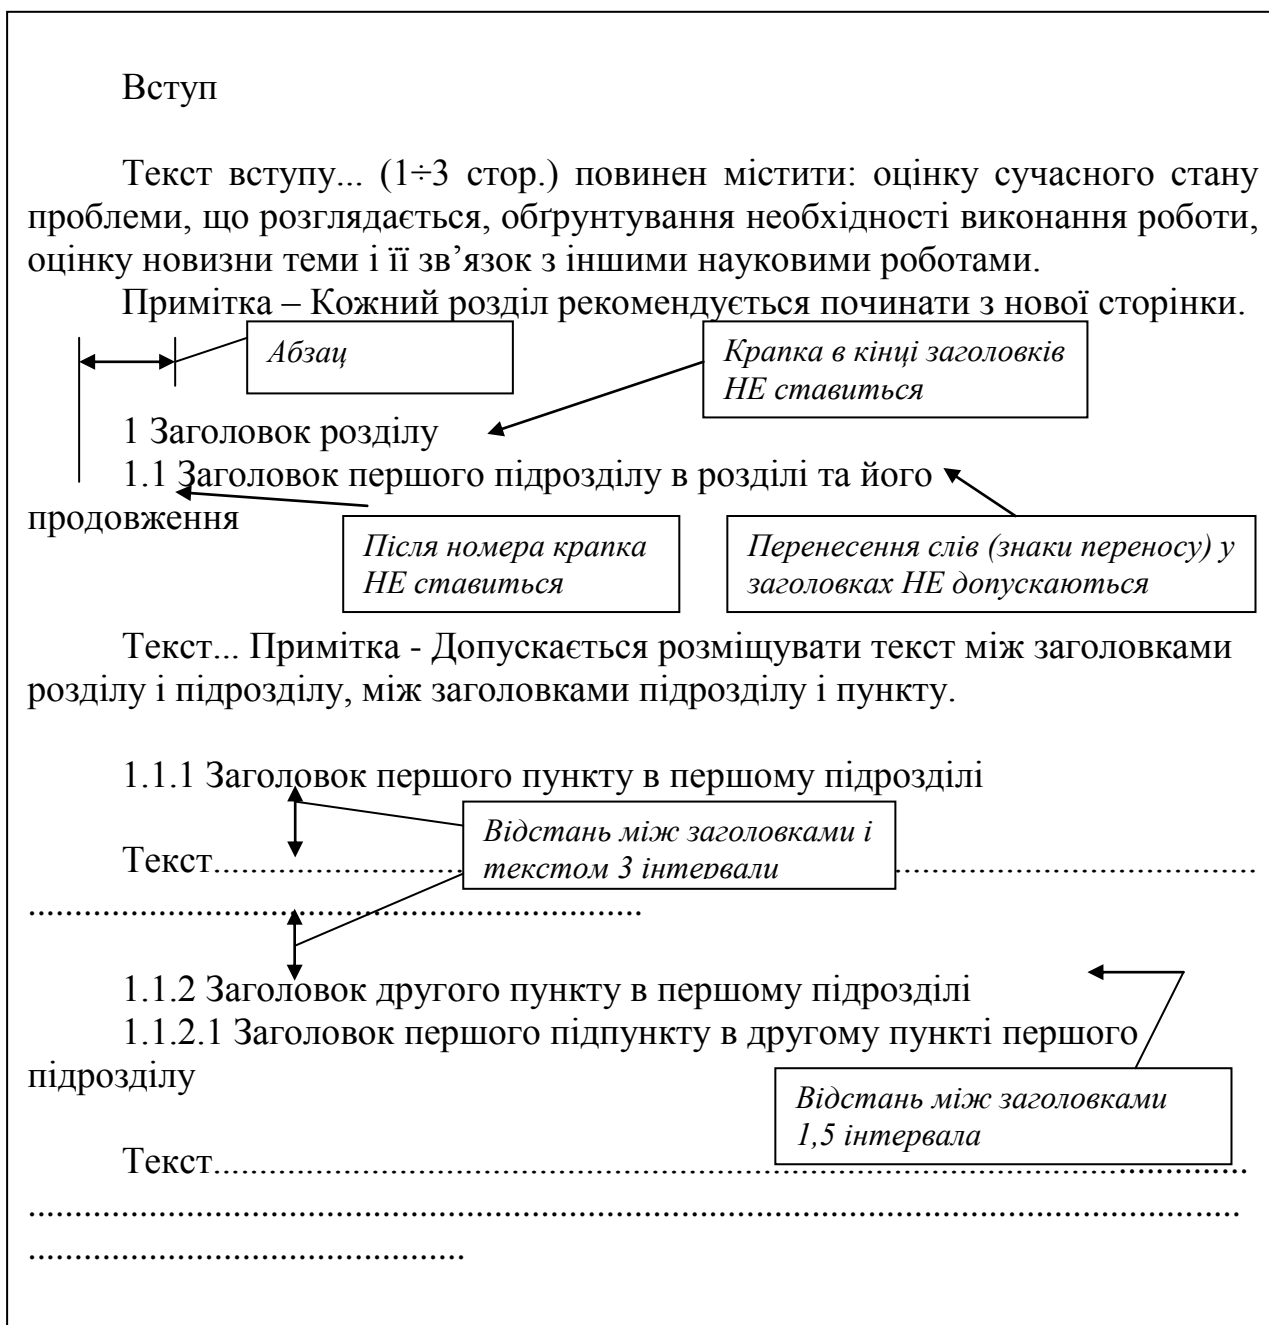 Вступ
Текст вступу... (1÷3 стор.) повинен містити: оцінку сучасного стану
проблеми, що розглядається, обґрунтування необхідності виконання роботи,
оцінку новизни теми і її зв’язок з іншими науковими роботами.
Примітка – Кожний розділ рекомендується починати з нової сторінки.
Абзац
Крапка в кінці заголовків
НЕ ставиться
1 Заголовок розділу
1.1 Заголовок першого підрозділу в розділі та його
продовження
Після номера крапка
НЕ ставиться
Перенесення слів (знаки переносу) у
заголовках НЕ допускаються
Текст... Примітка - Допускається розміщувати текст між заголовками
розділу і підрозділу, між заголовками підрозділу і пункту.
1.1.1 Заголовок першого пункту в першому підрозділі
Відстань між заголовками і
текстом 3 інтервали
Текст..............................................................................................................
..................................................................
1.1.2 Заголовок другого пункту в першому підрозділі
1.1.2.1 Заголовок першого підпункту в другому пункті першого
підрозділу
Відстань між заголовками
1,5 інтервала
Текст..............................................................................................................
..................................................................................................................................
...............................................